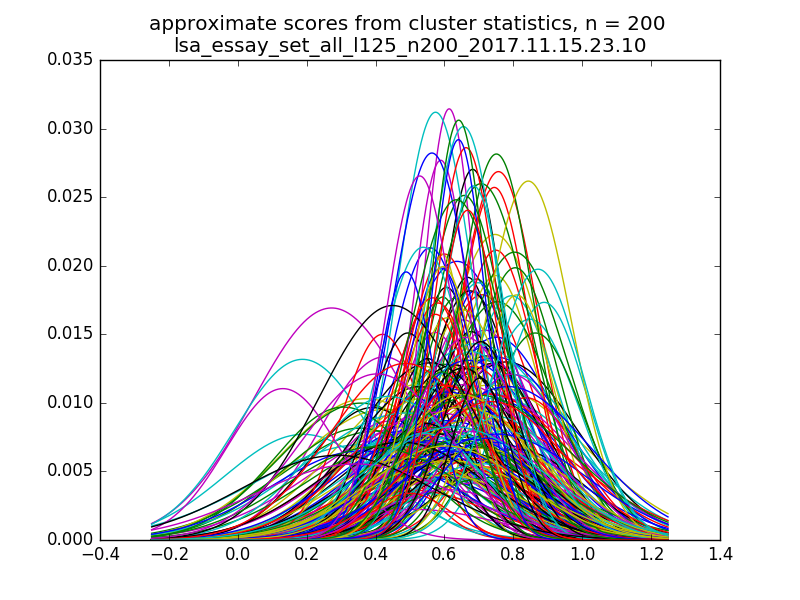 approximate scores from cluster statistics, n = 200
lsa_essay_set_all_l125_n200_2017.11.15.23.10
0.035
0.030
0.025
0.020
0.015
0.010
0.005
0.000
−0.4 −0.2 0.0 0.2 0.4 0.6 0.8 1.0 1.2 1.4